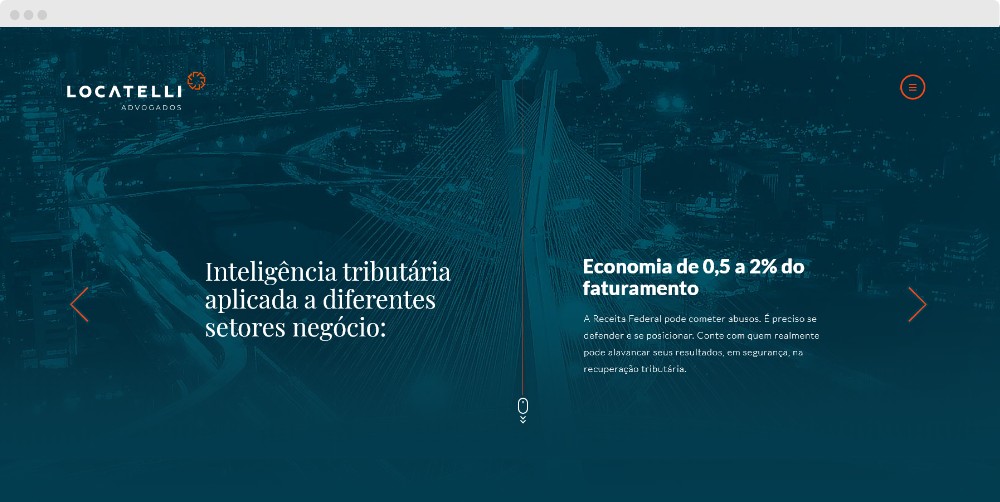 LOCATELLI
ADVOGADOS
Inteligência tributária
aplicada a diferentes
setores negócio:
Economia de 0,5 a 2% do
faturamento
A Receita Federal pode cometer abusos. É preciso se
defender e se posicionar. Conte com quem realmente
pode alavancar seus resultados, em segurança, na
recuperação tributária.